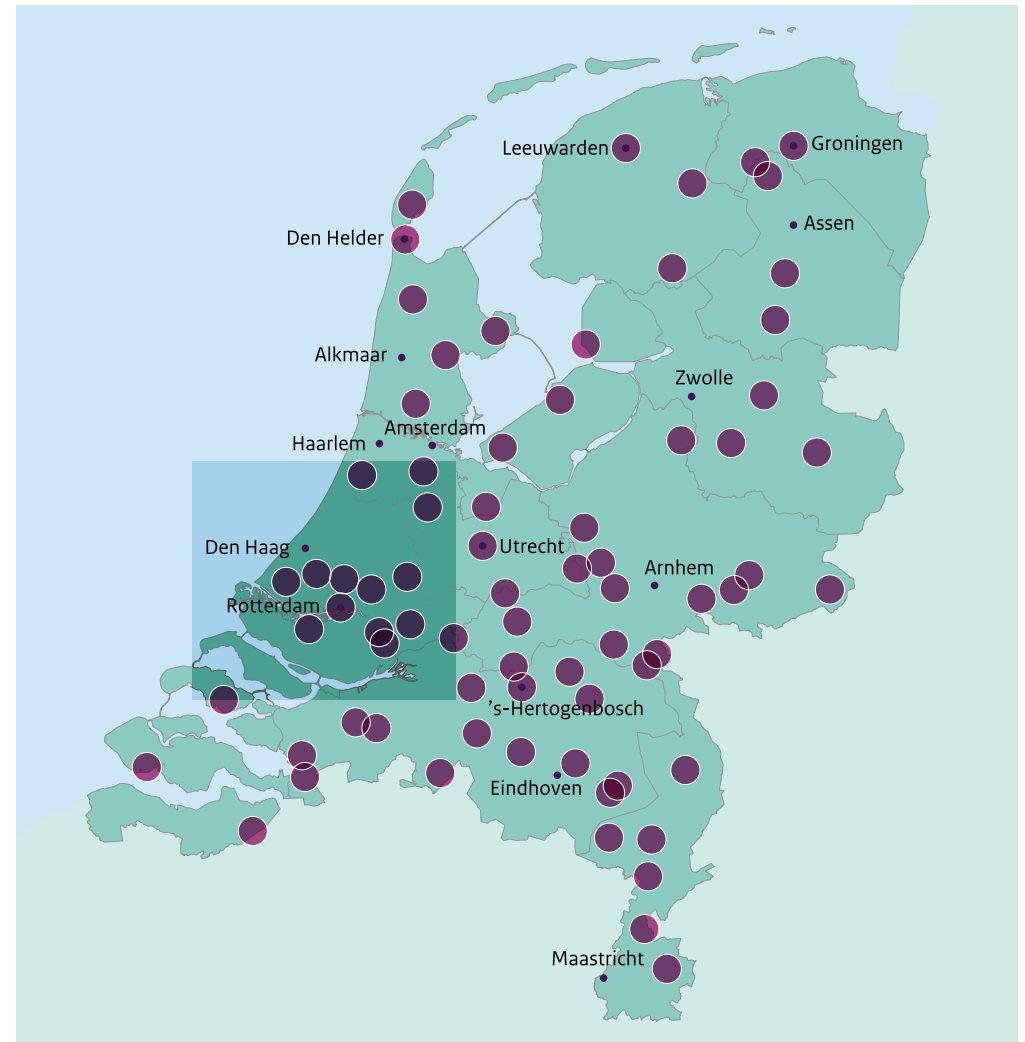 Leeuwarden
Groningen
Assen
Den Helder
Alkmaar
Zwolle
Amsterdam
Haarlem
Den Haag
Utrecht
Arnhem
Rotterdam
's-Hertogenbosch
Eindhoven
Maastricht